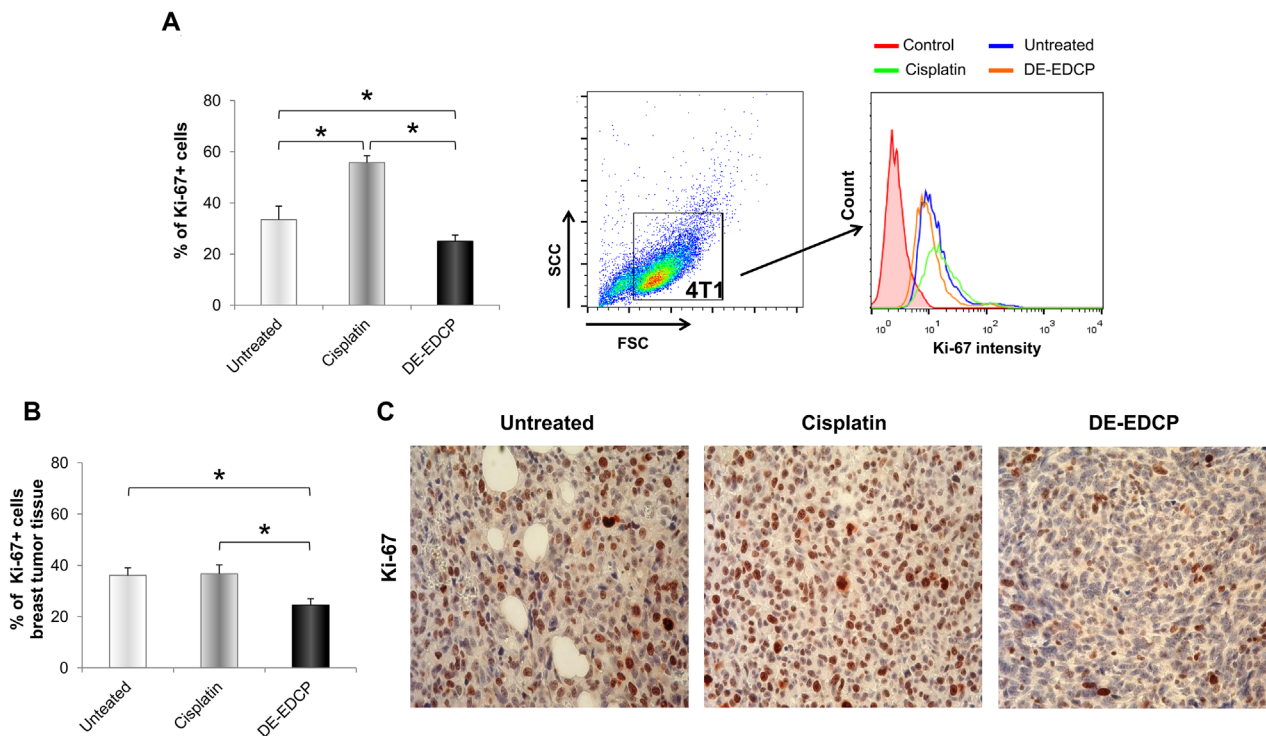 A
Control
Untreated
Cisplatin
DE-EDCP
% of Ki-67+ cells
80
60
40
20
0
*
*
*
Untreated
Cisplatin
DE-EDCP
SCC
FSC
4T1
Count
10⁰
10¹
10²
10³
10⁴
Ki-67 intensity
B
% of Ki-67+ cells
breast tumor tissue
80
60
40
20
0
*
*
Unteated
Cisplatin
DE-EDCP
C
Untreated
Cisplatin
DE-EDCP
Ki-67